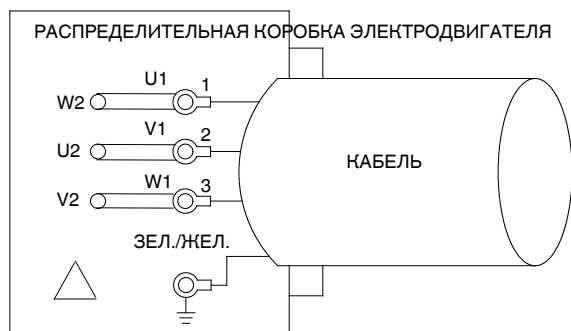 РАСПРЕДЕЛИТЕЛЬНАЯ КОРОБКА ЭЛЕКТРОДВИГАТЕЛЯ
U1 1
W2
V1 2
U2
КАБЕЛЬ
W1 3
V2
ЗЕЛ./ЖЕЛ.